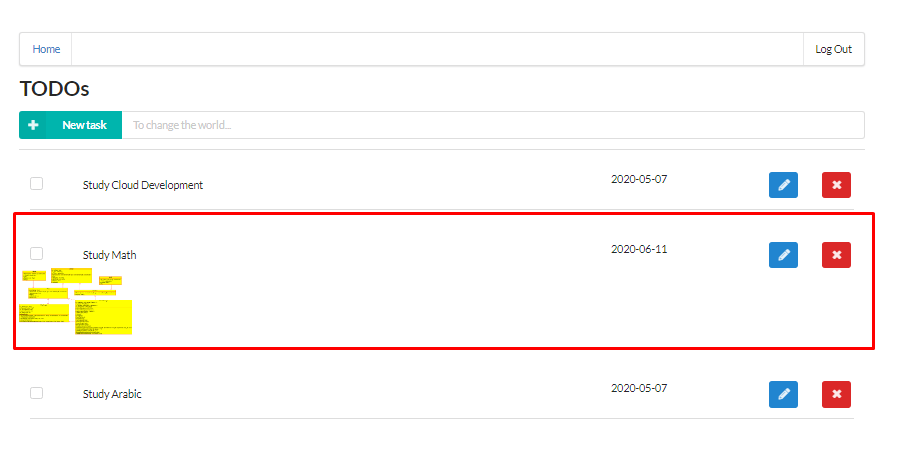 Home
Log Out
TODOs
New task To change the world...
Study Cloud Development 2020-05-07
Study Math 2020-06-11
Study Arabic 2020-05-07